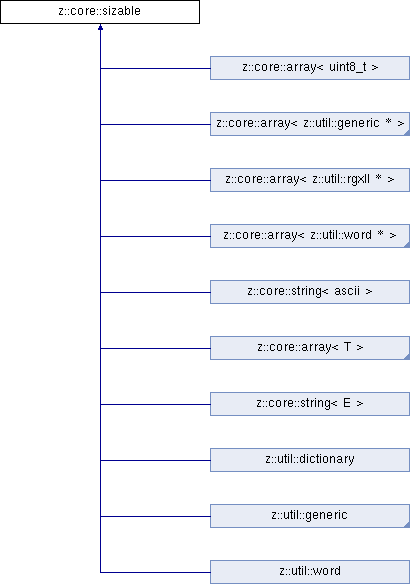 z::core::sizable
z::core::array< uint8_t >
z::core::array< z::util::generic * >
z::core::array< z::util::rgxll * >
z::core::array< z::util::word * >
z::core::string< ascii >
z::core::array< T >
z::core::string< E >
z::util::dictionary
z::util::generic
z::util::word